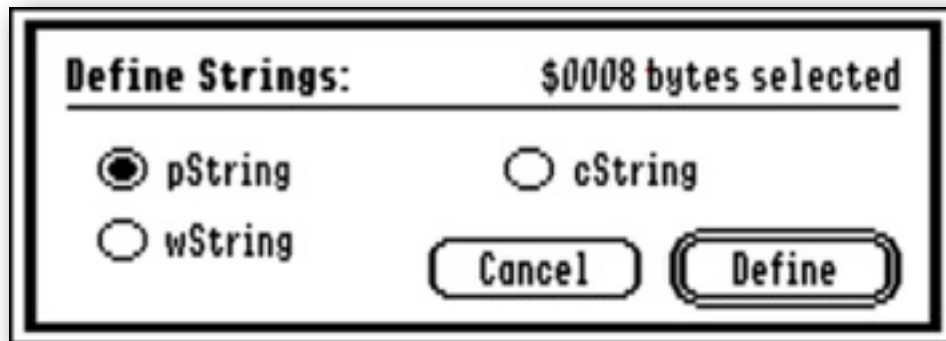 Define Strings: $0008 bytes selected
pString cString
wString
Cancel Define